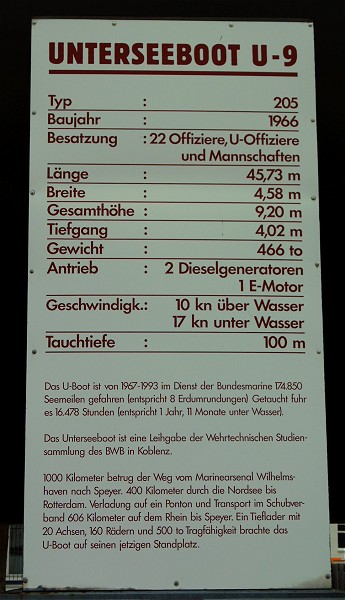 UNTERSEEBOOT U-9
Typ : 205
Baujahr : 1966
Besatzung : 22 Offiziere, U-Offiziere
und Mannschaften
Länge : 45,73 m
Breite : 4,58 m
Gesamthöhe : 9,20 m
Tiefgang : 4,02 m
Gewicht : 466 to
Antrieb : 2 Dieselgeneratoren
1 E-Motor
Geschwindigk.: 10 kn über Wasser
17 kn unter Wasser
Tauchtiefe : 100 m
Das U-Boot ist von 1967-1993 im Dienst der Bundesmarine 174.850
Seemeilen gefahren (entspricht 8 Erdumrundungen) Getaucht fuhr
es 16.478 Stunden (entspricht 1 Jahr, 11 Monate unter Wasser).
Das Unterseeboot ist eine Leihgabe der Wehrtechnischen Studien-
sammlung des BWB in Koblenz.
1000 Kilometer betrug der Weg vom Marinearsenal Wilhelms-
haven nach Speyer. 400 Kilometer durch die Nordsee bis
Rotterdam. Verladung auf ein Ponton und Transport im Schubver-
band 606 Kilometer auf dem Rhein bis Speyer. Ein Tieflader mit
20 Achsen, 160 Rädern und 500 to Tragfähigkeit brachte das
U-Boot auf seinen jetzigen Standplatz.